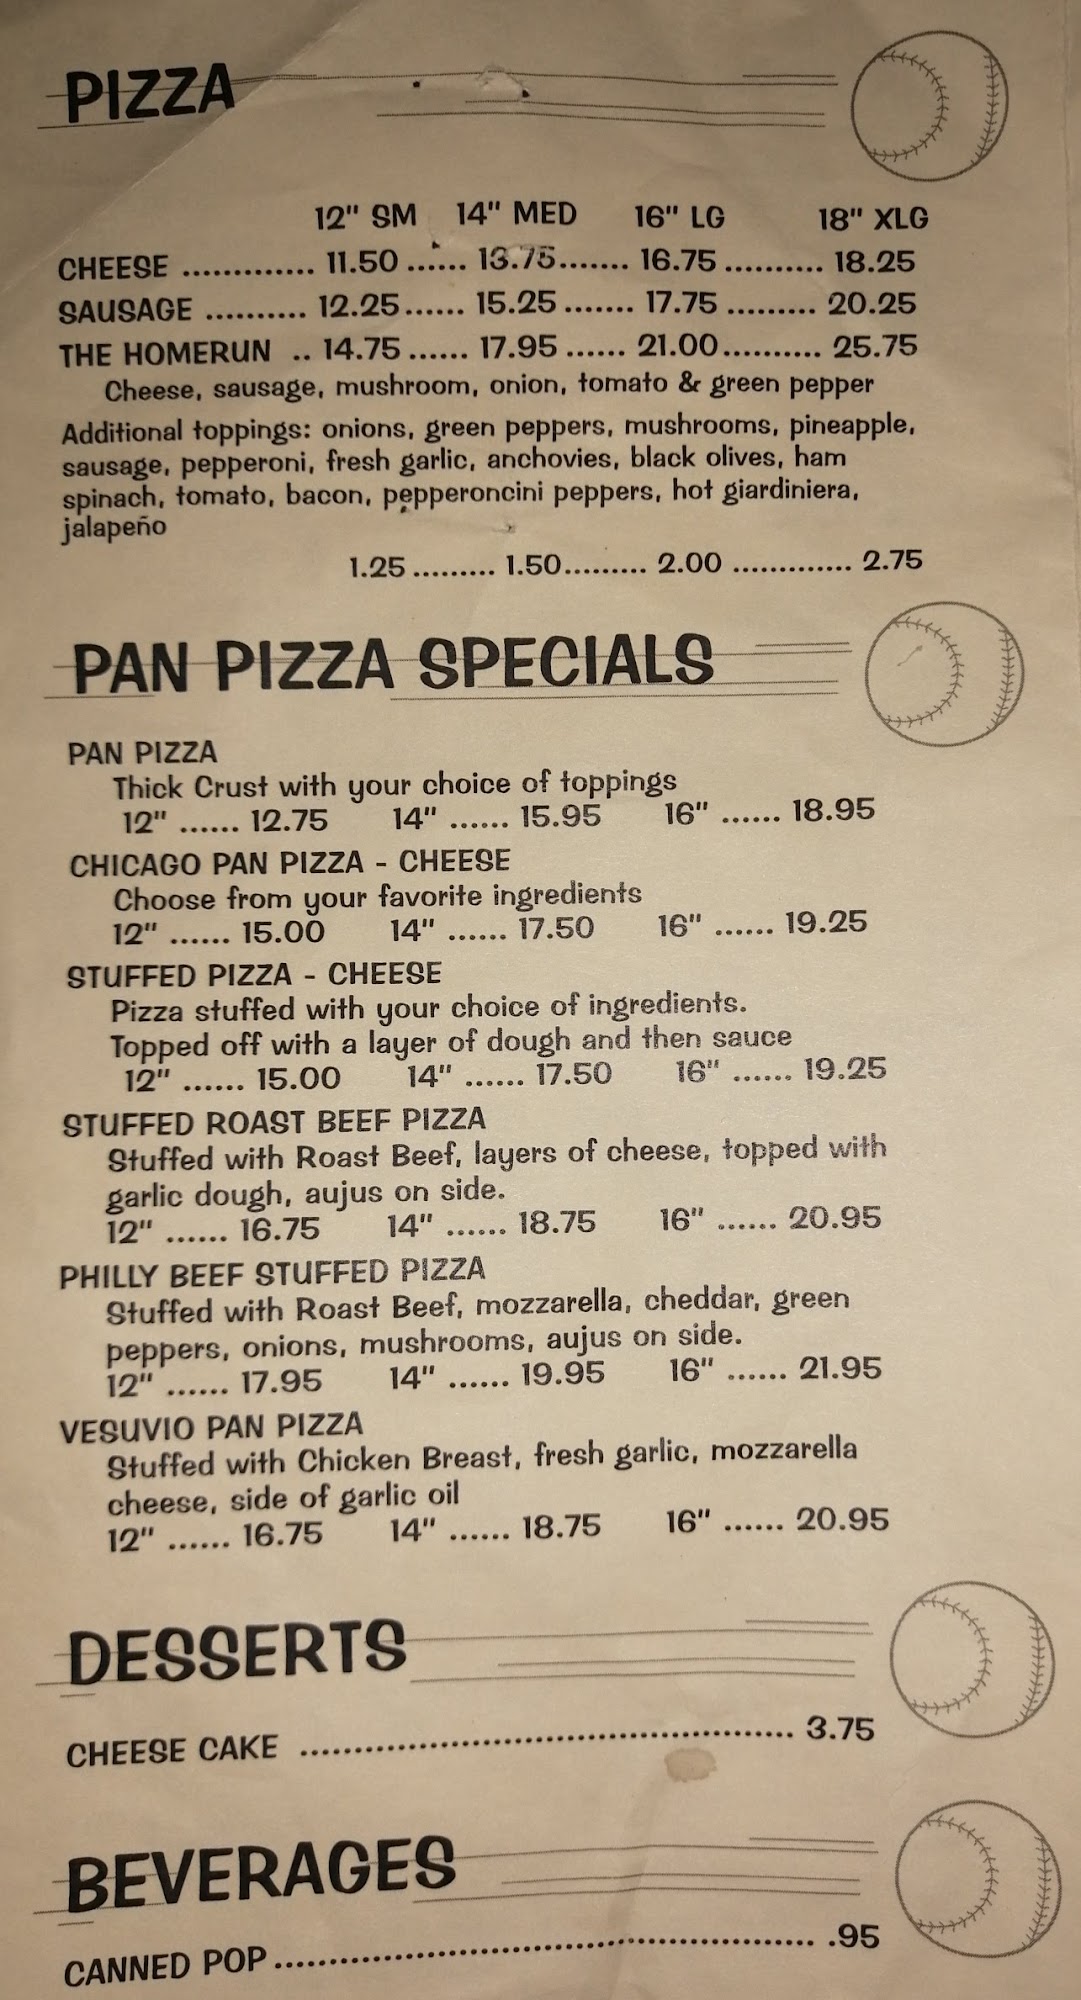 PIZZA
12" SM 14" MED 16" LG 18" XLG
CHEESE ............. 11.50 ...... 13.75....... 16.75 .......... 18.25
SAUSAGE .......... 12.25...... 15.25 ....... 17.75 ......... 20.25
THE HOMERUN .. 14.75 ...... 17.95 ...... 21.00.......... 25.75
Cheese, sausage, mushroom, onion, tomato & green pepper
Additional toppings: onions, green peppers, mushrooms, pineapple,
sausage, pepperoni, fresh garlic, anchovies, black olives, ham
spinach, tomato, bacon, pepperoncini peppers, hot giardiniera,
jalapeño
1.25 ......... 1.50......... 2.00 ............. 2.75
PAN PIZZA SPECIALS
PAN PIZZA
Thick Crust with your choice of toppings
12" ...... 12.75 14" ...... 15.95 16" ...... 18.95
CHICAGO PAN PIZZA - CHEESE
Choose from your favorite ingredients
12" ...... 15.00 14" ...... 17.50 16" ...... 19.25
STUFFED PIZZA - CHEESE
Pizza stuffed with your choice of ingredients.
Topped off with a layer of dough and then sauce
12" ...... 15.00 14" ...... 17.50 16" ...... 19.25
STUFFED ROAST BEEF PIZZA
Stuffed with Roast Beef, layers of cheese, topped with
garlic dough, aujus on side.
12" ...... 16.75 14" ...... 18.75 16" ...... 20.95
PHILLY BEEF STUFFED PIZZA
Stuffed with Roast Beef, mozzarella, cheddar, green
peppers, onions, mushrooms, aujus on side.
12" ...... 17.95 14" ...... 19.95 16" ...... 21.95
VESUVIO PAN PIZZA
Stuffed with Chicken Breast, fresh garlic, mozzarella
cheese, side of garlic oil
12" ...... 16.75 14" ...... 18.75 16" ...... 20.95
DESSERTS
CHEESE CAKE .................................................. 3.75
BEVERAGES
CANNED POP ...................................................... .95